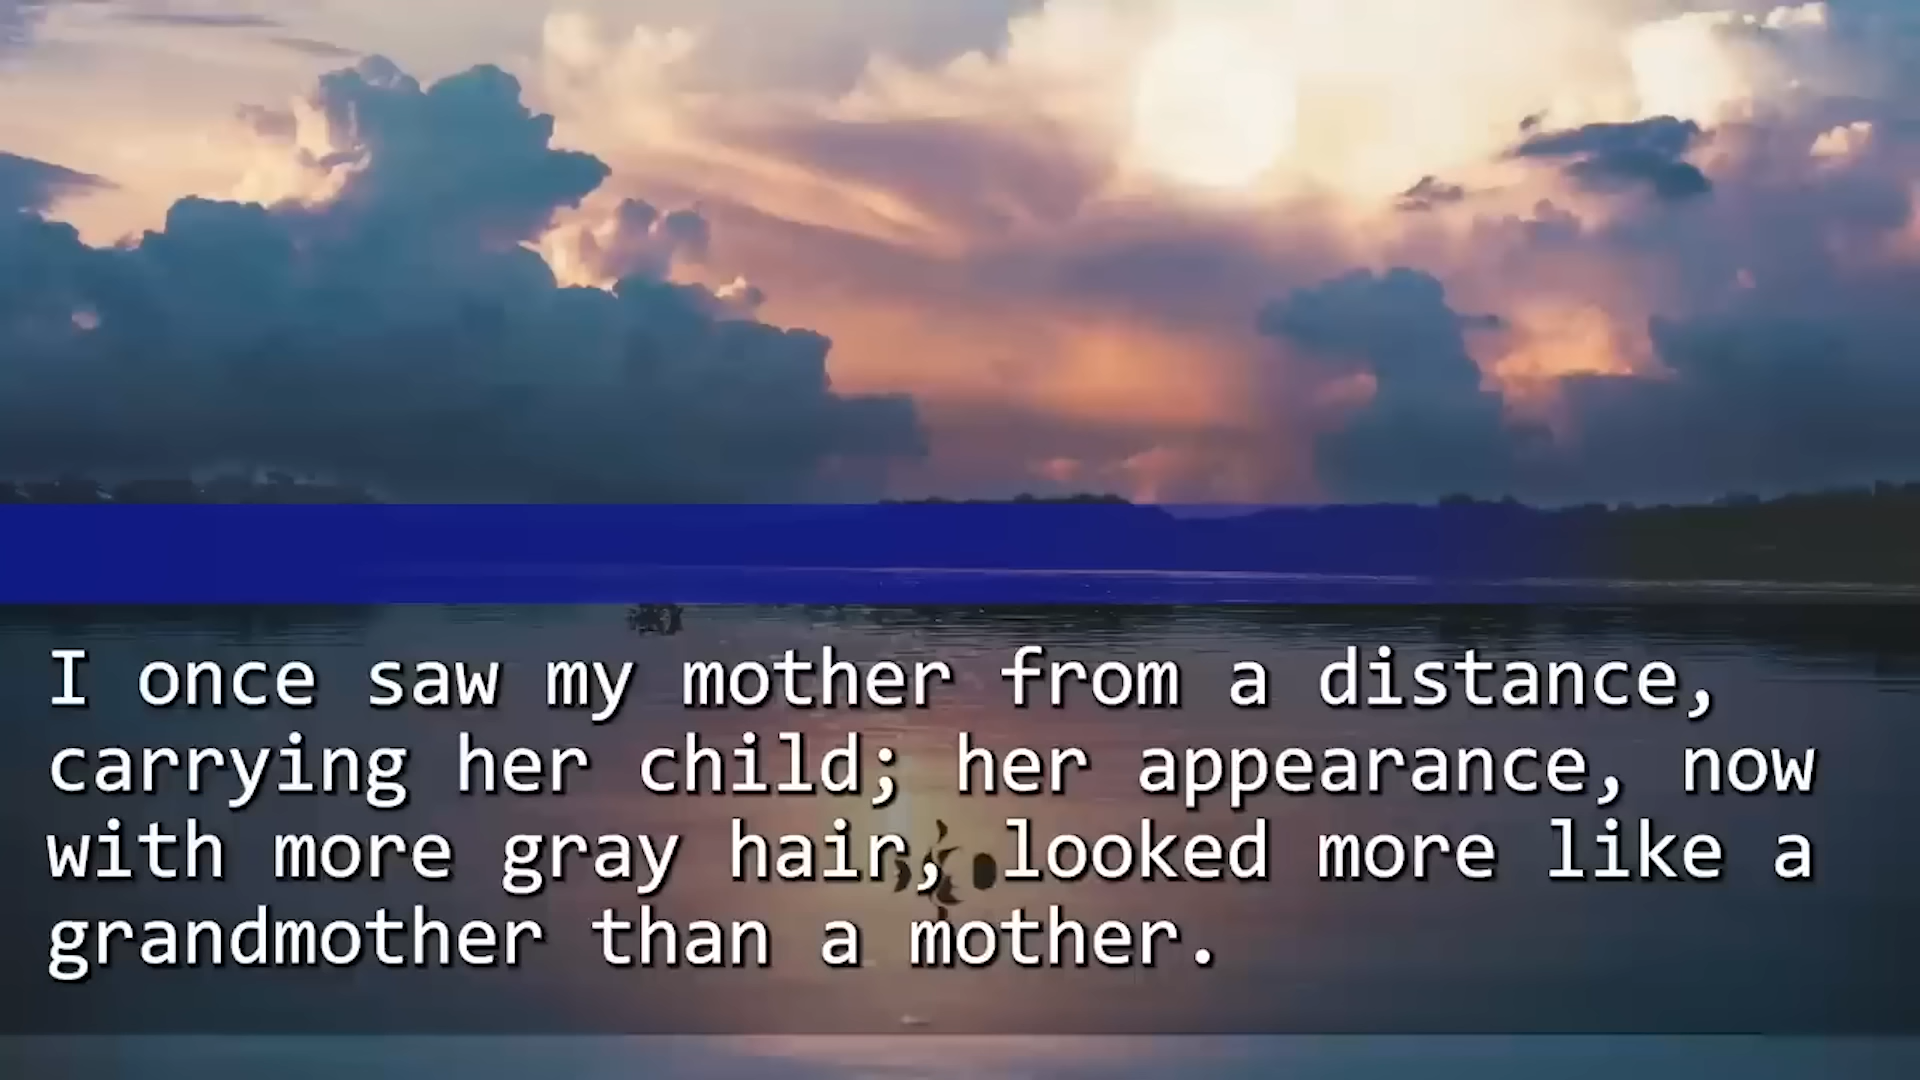 I once saw my mother from a distance,
carrying her child; her appearance, now
with more gray hair, looked more like a
grandmother than a mother.